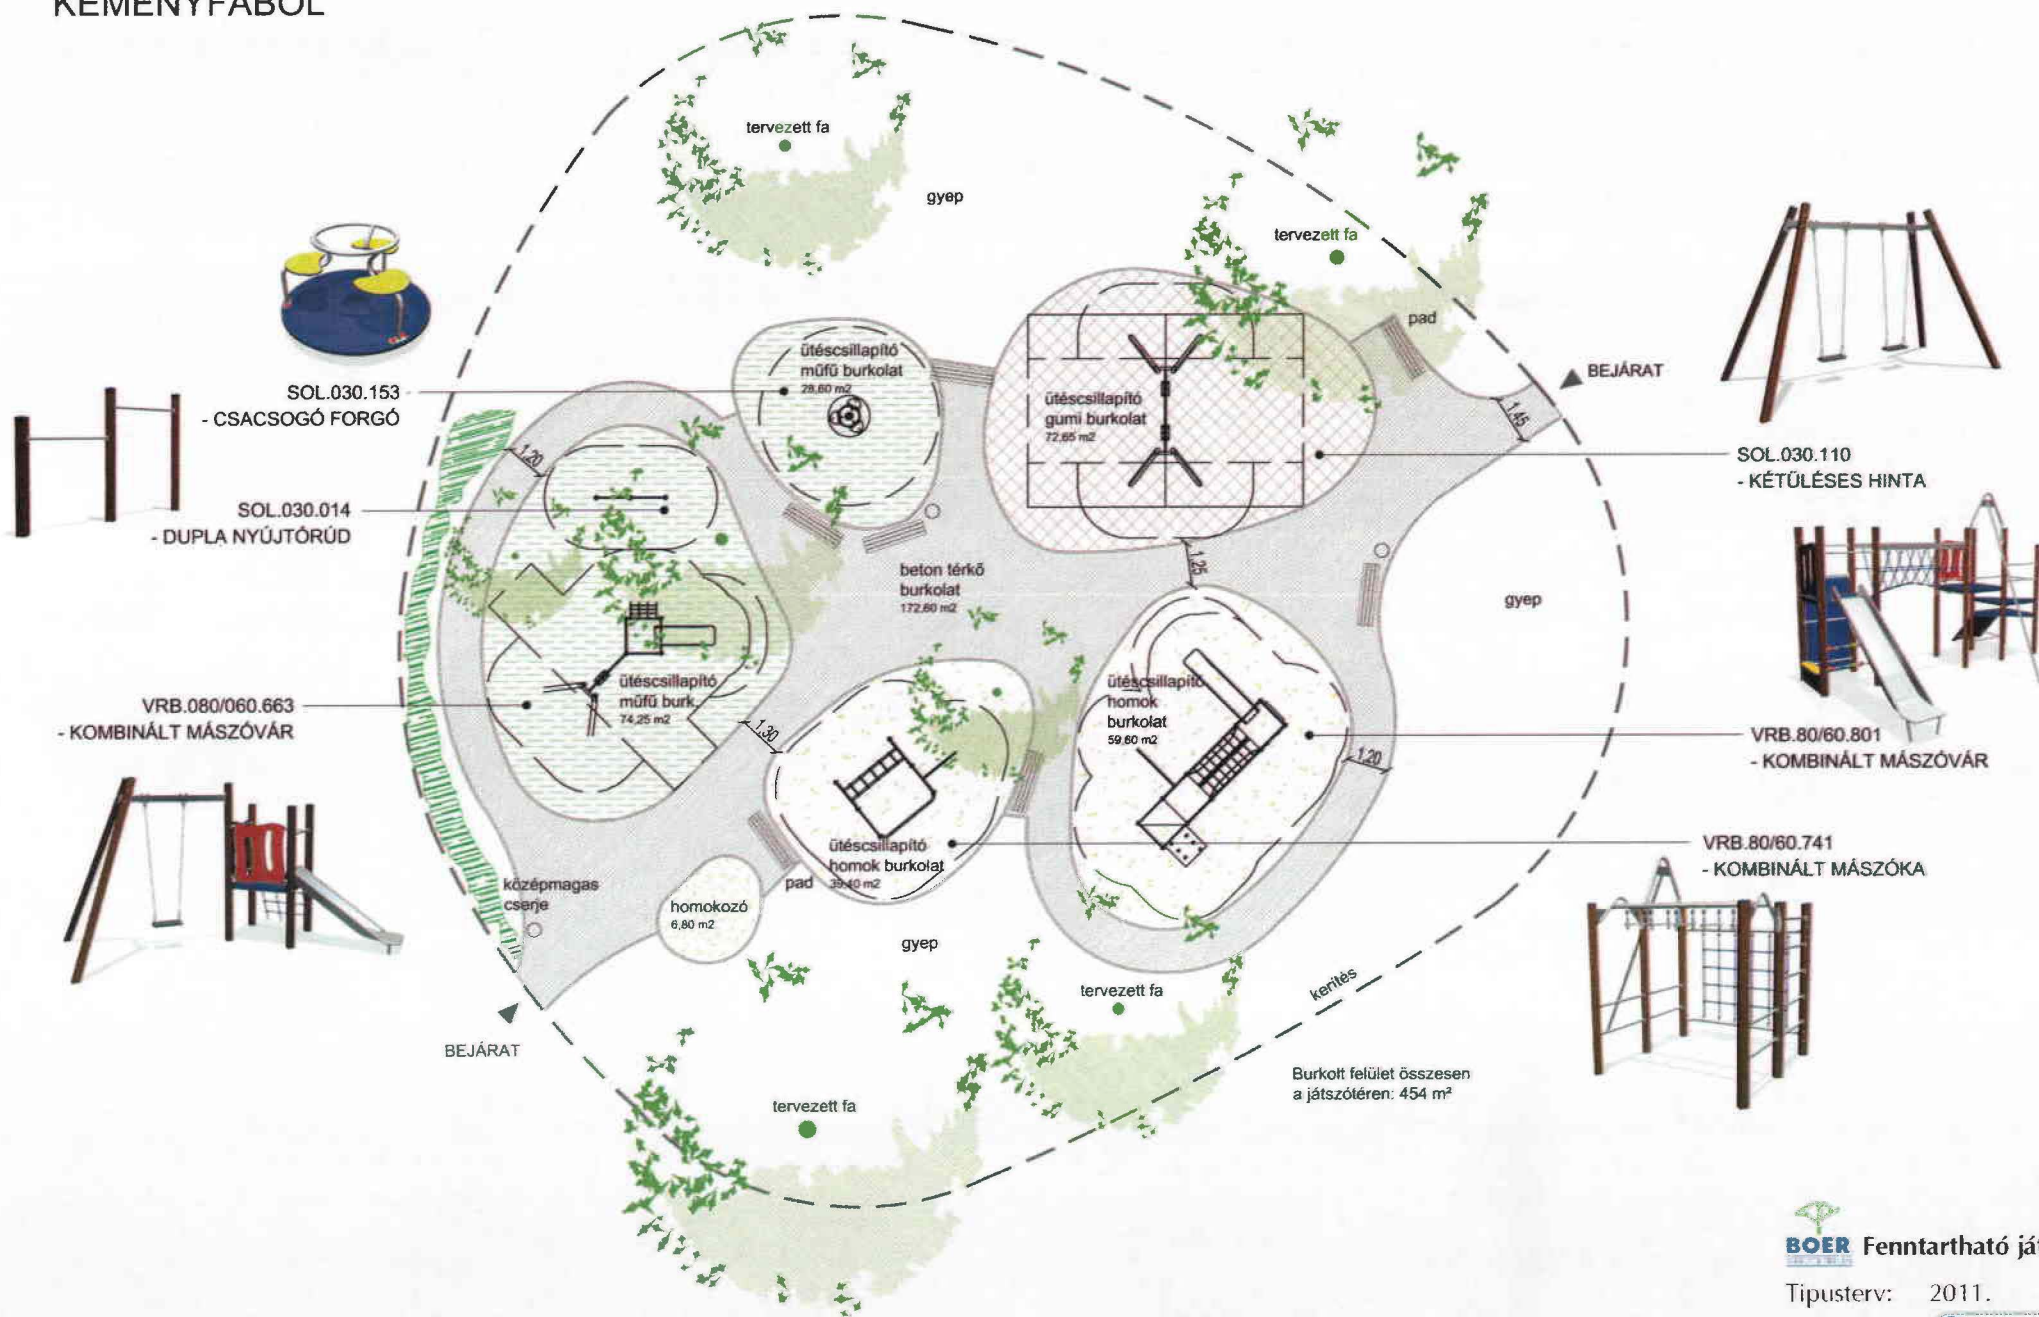 KEMÉNYFÁBÓL
tervezett fa
gyep
tervezett fa
pad
BEJÁRAT
ütéscsillapító
műfű burkolat
28,60 m2
SOL.030.153
- CSACSOGÓ FORGÓ
ütéscsillapító
gumi burkolat
72,65 m2
1,45
1,20
SOL.030.110
- KÉTÜLÉSES HINTA
SOL.030.014
- DUPLA NYÚJTÓRÚD
beton térkő
burkolat
172,60 m2
1,25
gyep
ütéscsillapító
műfű burk.
74,25 m2
ütéscsillapító
homok
burkolat
59,60 m2
VRB.080/060.663
- KOMBINÁLT MÁSZÓVÁR
1,30
1,20
VRB.80/60.801
- KOMBINÁLT MÁSZÓVÁR
ütéscsillapító
homok burkolat
39,40 m2
VRB.80/60.741
- KOMBINÁLT MÁSZÓKA
középmagas
cserje
pad
homokozó
6,80 m2
gyep
tervezett fa
kerítés
BEJÁRAT
Burkolt felület összesen
a játszótéren: 454 m²
tervezett fa
BOER Fenntartható ját
Tipusterv: 2011.